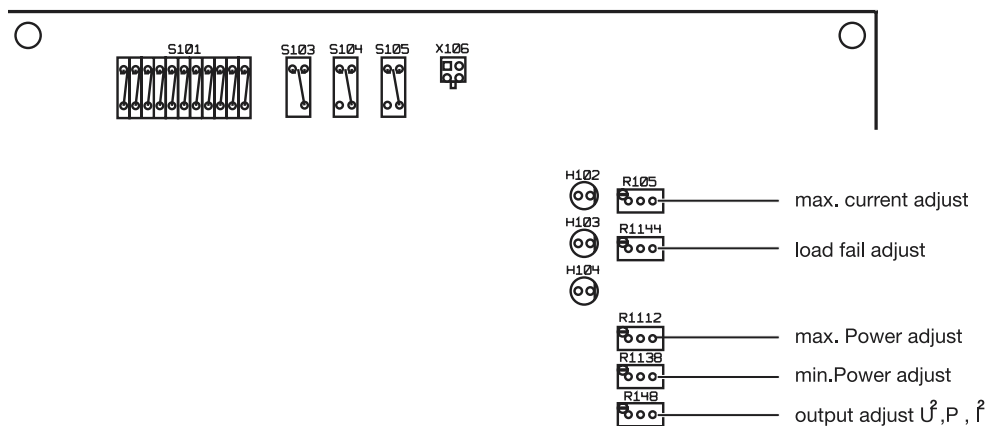 S101
S103
S104
S105
X106
H102
R105
max. current adjust
H103
R1144
load fail adjust
H104
R1112
max. Power adjust
R1138
min.Power adjust
R148
output adjust U²,P , I²